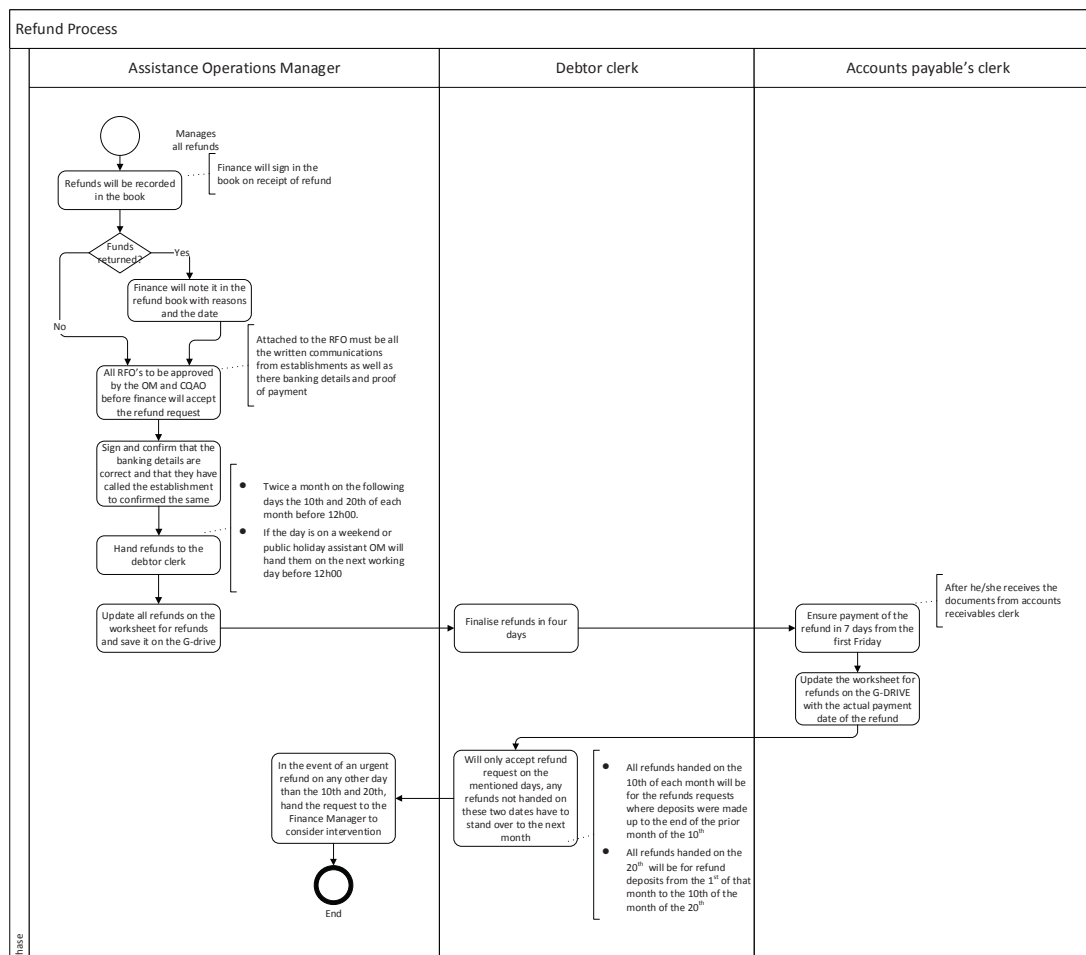 Refund Process
Assistance Operations Manager
Debtor clerk
Accounts payable's clerk
Manages
all refunds
Finance will sign in the
book on receipt of refund
Refunds will be recorded
in the book
Funds
returned?
Yes
No
Finance will note it in the
refund book with reasons
and the date
Attached to the RFO must be all
the written communications
from establishments as well as
there banking details and proof
of payment
All RFO's to be approved
by the OM and CQAO
before finance will accept
the refund request
Sign and confirm that the
banking details are
correct and that they have
called the establishment
to confirmed the same
• Twice a month on the following
days the 10th and 20th of each
month before 12h00.
• If the day is on a weekend or
public holiday assistant OM will
hand them on the next working
day before 12h00
Hand refunds to the
debtor clerk
Update all refunds on the
worksheet for refunds
and save it on the G-drive
Finalise refunds in four
days
Ensure payment of the
refund in 7 days from the
first Friday
After he/she receives the
documents from accounts
receivables clerk
Update the worksheet for
refunds on the G-DRIVE
with the actual payment
date of the refund
Will only accept refund
request on the
mentioned days, any
refunds not handed on
these two dates have to
stand over to the next
month
• All refunds handed on the
10th of each month will be
for the refunds requests
where deposits were made
up to the end of the prior
month of the 10th
• All refunds handed on the
20th will be for refund
deposits from the 1st of that
month to the 10th of the
month of the 20th
In the event of an urgent
refund on any other day
than the 10th and 20th,
hand the request to the
Finance Manager to
consider intervention
End